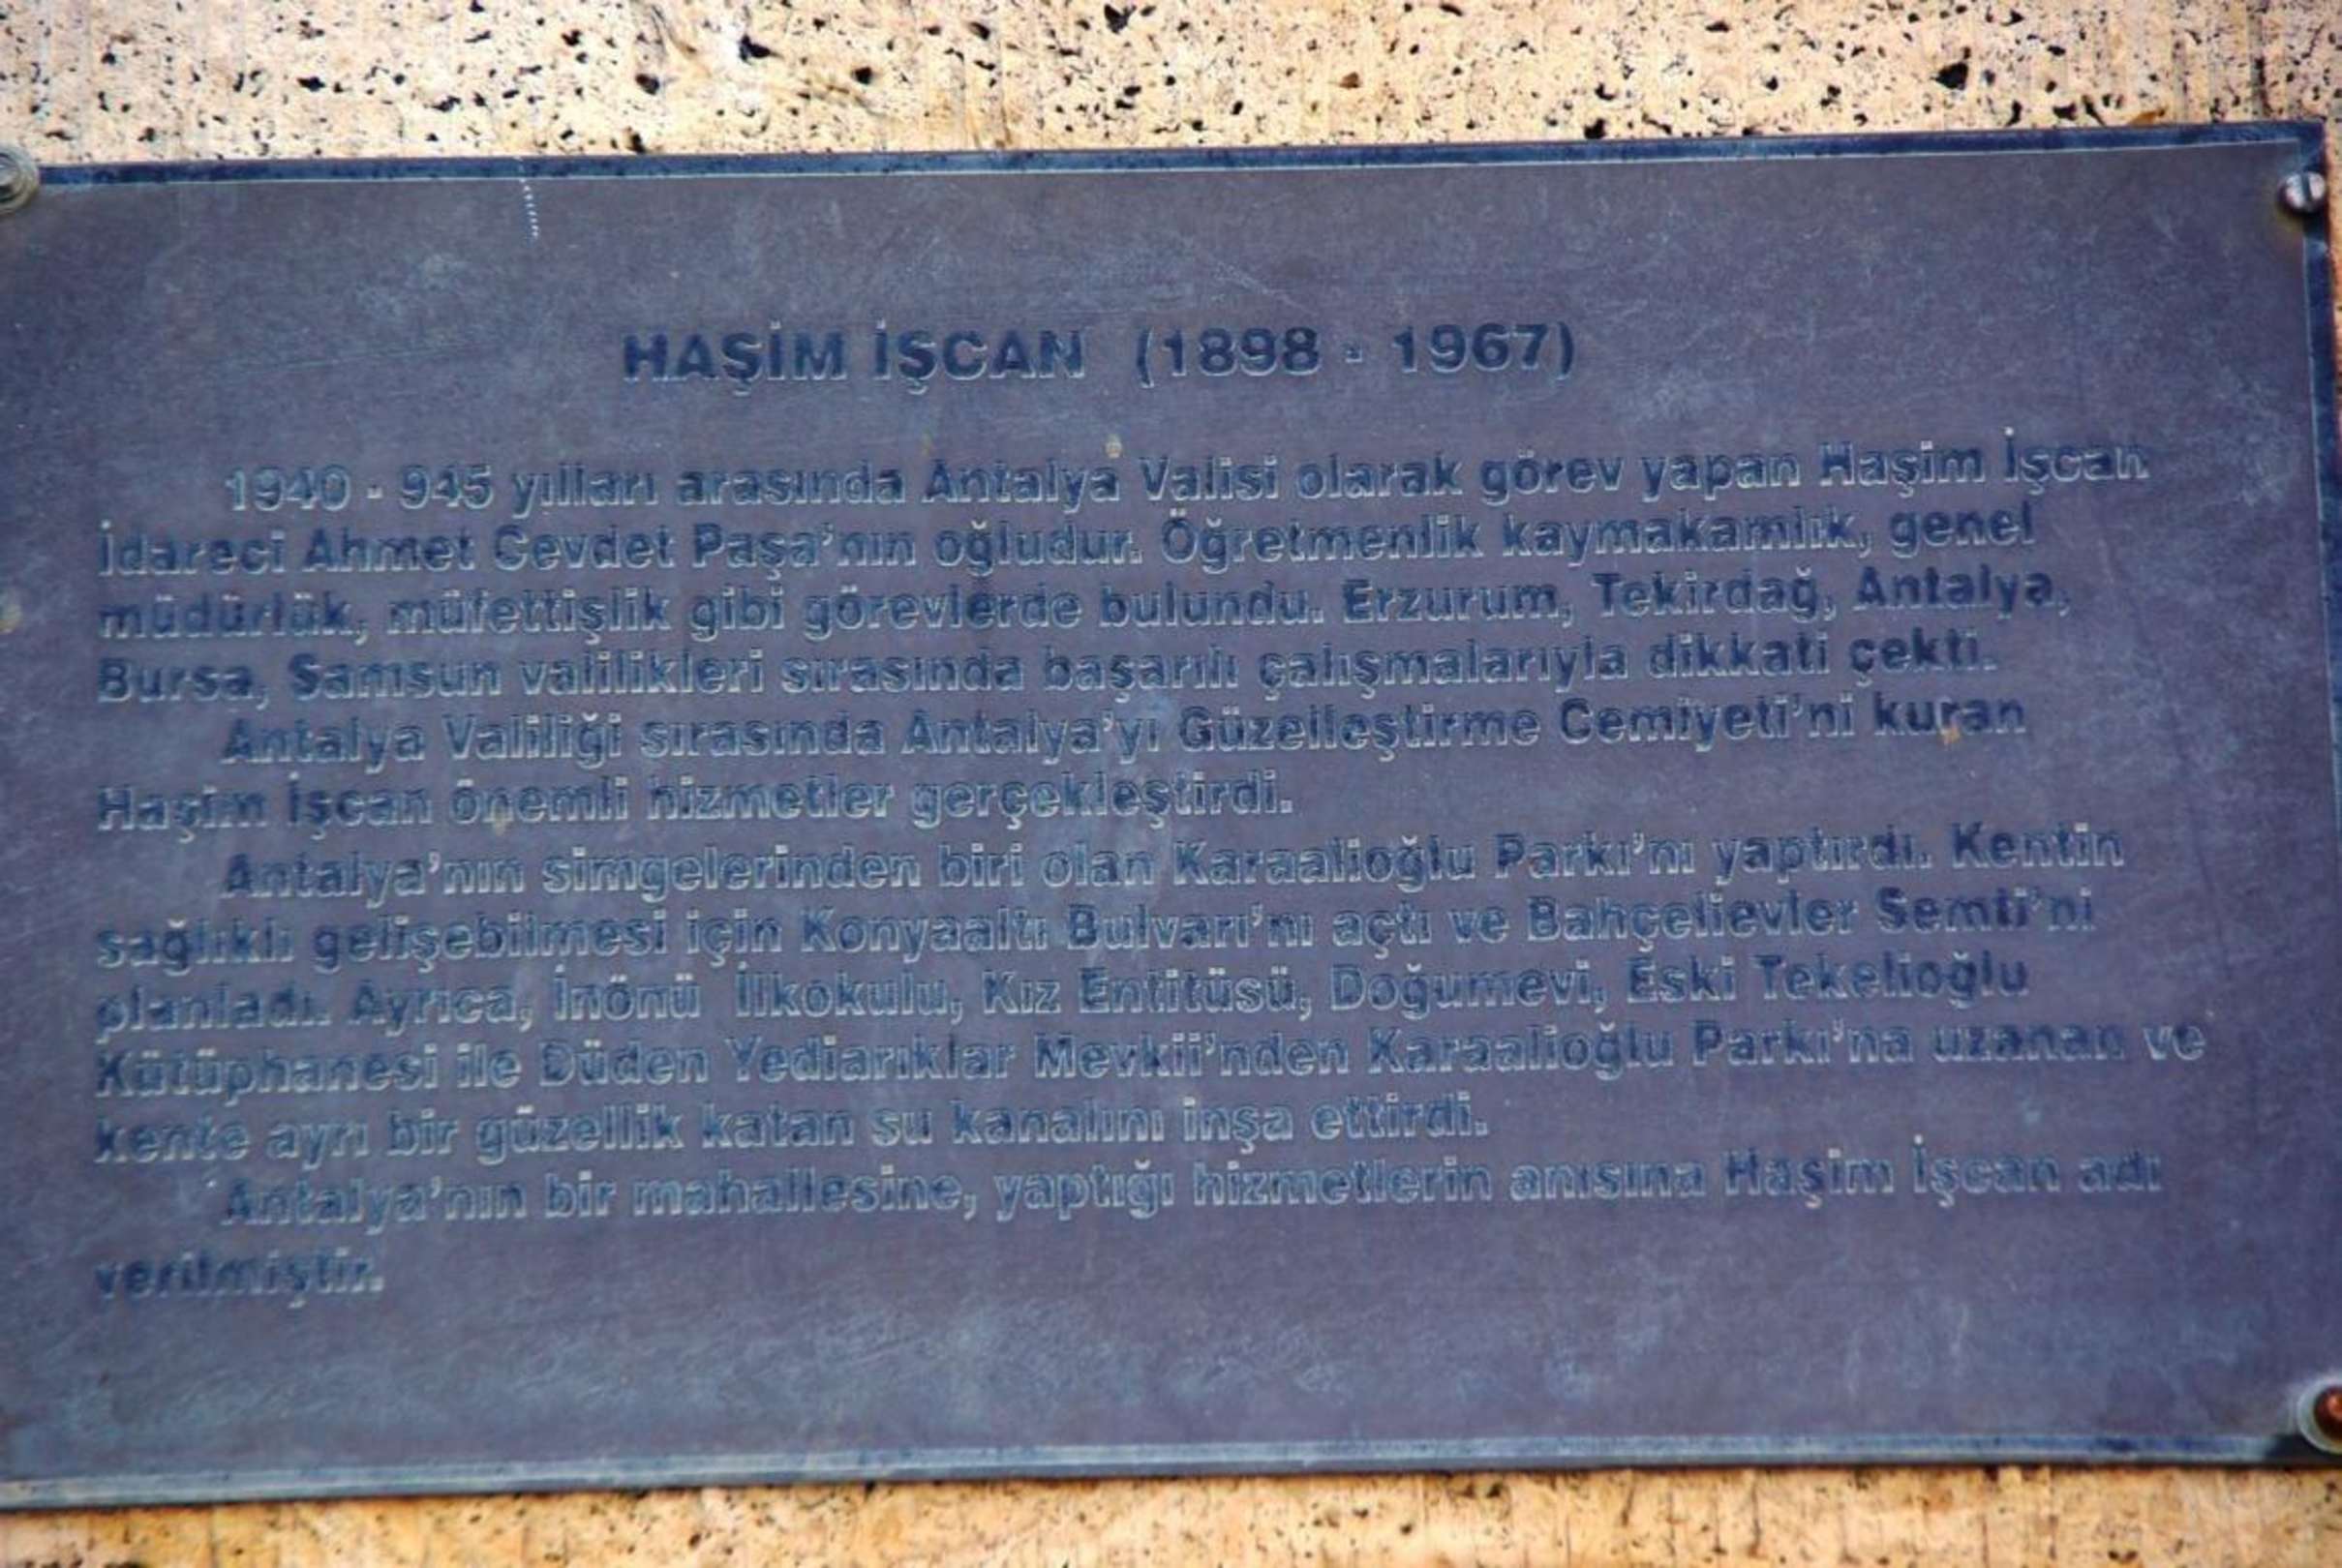 HAŞİM İŞCAN (1898 - 1967)
1940 - 945 yılları arasında Antalya Valisi olarak görev yapan Haşim İşcan
İdareci Ahmet Cevdet Paşa'nın oğludur. Öğretmenlik kaymakamlık, genel
müdürlük, müfettişlik gibi görevlerde bulundu. Erzurum, Tekirdağ, Antalya,
Bursa, Samsun valilikleri sırasında başarılı çalışmalarıyla dikkati çekti.
Antalya Valiliği sırasında Antalya'yı Güzelleştirme Cemiyeti'ni kuran
Haşim İşcan önemli hizmetler gerçekleştirdi.
Antalya'nın simgelerinden biri olan Karaalioğlu Parkı'nı yaptırdı. Kentin
sağlıklı gelişebilmesi için Konyaaltı Bulvarı'nı açtı ve Bahçelievler Semti'ni
planladı. Ayrıca, İnönü İlkokulu, Kız Entitüsü, Doğumevi, Eski Tekelioğlu
Kütüphanesi ile Düden Yediarıklar Mevkii'nden Karaalioğlu Parkı'na uzanan ve
kente ayrı bir güzellik katan su kanalını inşa ettirdi.
Antalya'nın bir mahallesine, yaptığı hizmetlerin anısına Haşim İşcan adı
verilmiştir.